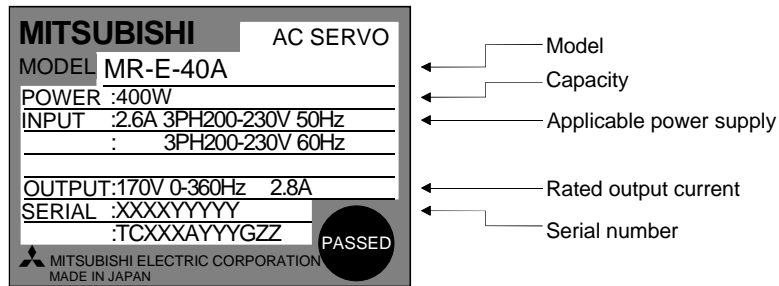 MITSUBISHI AC SERVO
MODEL MR-E-40A
POWER :400W
INPUT :2.6A 3PH200-230V 50Hz
: 3PH200-230V 60Hz
OUTPUT:170V 0-360Hz 2.8A
SERIAL :XXXXYYYYY
:TCXXXAYYYGZZ
PASSED
MITSUBISHI ELECTRIC CORPORATION
MADE IN JAPAN
Model
Capacity
Applicable power supply
Rated output current
Serial number